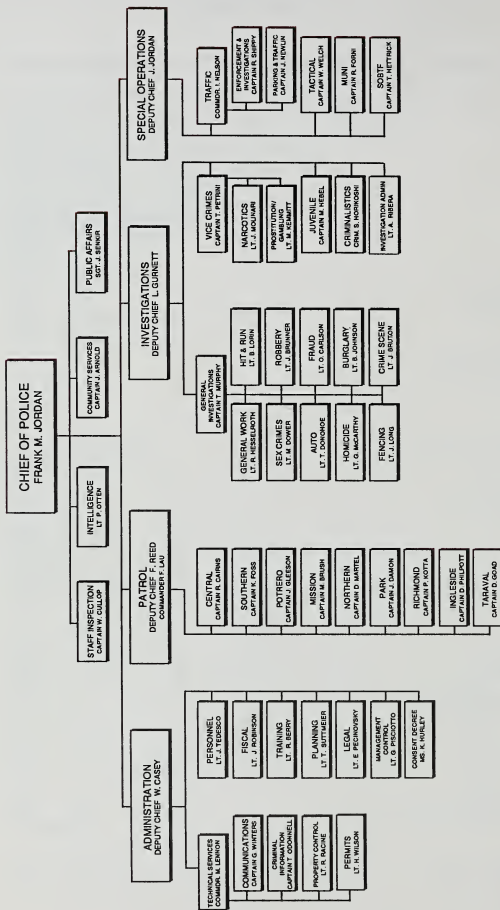 CHIEF OF POLICE
FRANK M. JORDAN
STAFF INSPECTION
CAPTAIN W. CULLOP
INTELLIGENCE
LT P. OTTEN
COMMUNITY SERVICES
CAPTAIN J. ARNOLD
PUBLIC AFFAIRS
SGT. J. SENKIR
ADMINISTRATION
DEPUTY CHIEF W. CASEY
TECHNICAL SERVICES
COMMDR. M. LENNON
COMMUNICATIONS
CAPTAIN G. WINTERS
CRIMINAL
INFORMATION
CAPTAIN T. ODONNELL
PROPERTY CONTROL
LT. R. RACINE
PERMITS
LT. H. WILSON
PERSONNEL
LT. J. TEDESCO
FISCAL
LT. J. ROBINSON
TRAINING
LT. R. BERRY
PLANNING
LT. T. SUTTMEIER
LEGAL
LT. E. PECINOVSKY
MANAGEMENT
CONTROL
LT. G. PISCIOTTO
CONSENT DECREE
MS. K. HURLEY
PATROL
DEPUTY CHIEF F. REED
COMMANDER F. LAU
CENTRAL
CAPTAIN R. CAIRNS
SOUTHERN
CAPTAIN K. FOSS
POTRERO
CAPTAIN J. GLEESON
MISSION
CAPTAIN M. BRUSH
NORTHERN
CAPTAIN D. MARTEL
PARK
CAPTAIN J. DAMON
RICHMOND
CAPTAIN P. KOTTA
INGLESIDE
CAPTAIN D. PHILPOTT
TARAVAL
CAPTAIN D. GOAD
INVESTIGATIONS
DEPUTY CHIEF L. GURNETT
GENERAL
INVESTIGATIONS
CAPTAIN T. MURPHY
GENERAL WORK
LT. R. HESSELROTH
SEX CRIMES
LT. M. DOWER
AUTO
LT. T. DONOHOE
HOMICIDE
LT. G. McCARTHY
FENCING
LT. J. LONG
HIT & RUN
LT. B. LORIN
ROBBERY
LT. J. BRUNNER
FRAUD
LT. O. CARLSON
BURGLARY
LT. B. JOHNSON
CRIME SCENE
LT. J. BRUTON
VICE CRIMES
CAPTAIN T. PETRINI
NARCOTICS
LT. J. MOLINARI
PROSTITUTION/
GAMBLING
LT. M. KEMMITT
JUVENILE
CAPTAIN M. HEBEL
CRIMINALISTICS
CRIM. S. HORIKOSHI
INVESTIGATION ADMIN
LT. A. RIBERA
SPECIAL OPERATIONS
DEPUTY CHIEF J. JORDAN
TRAFFIC
COMMDR. I. NELSON
ENFORCEMENT &
INVESTIGATIONS
CAPTAIN R. SHIPPY
PARKING & TRAFFIC
CAPTAIN J. NEWLIN
TACTICAL
CAPTAIN W. WELCH
MUNI
CAPTAIN R. FORNI
SOBTF
CAPTAIN T. HETTRICK